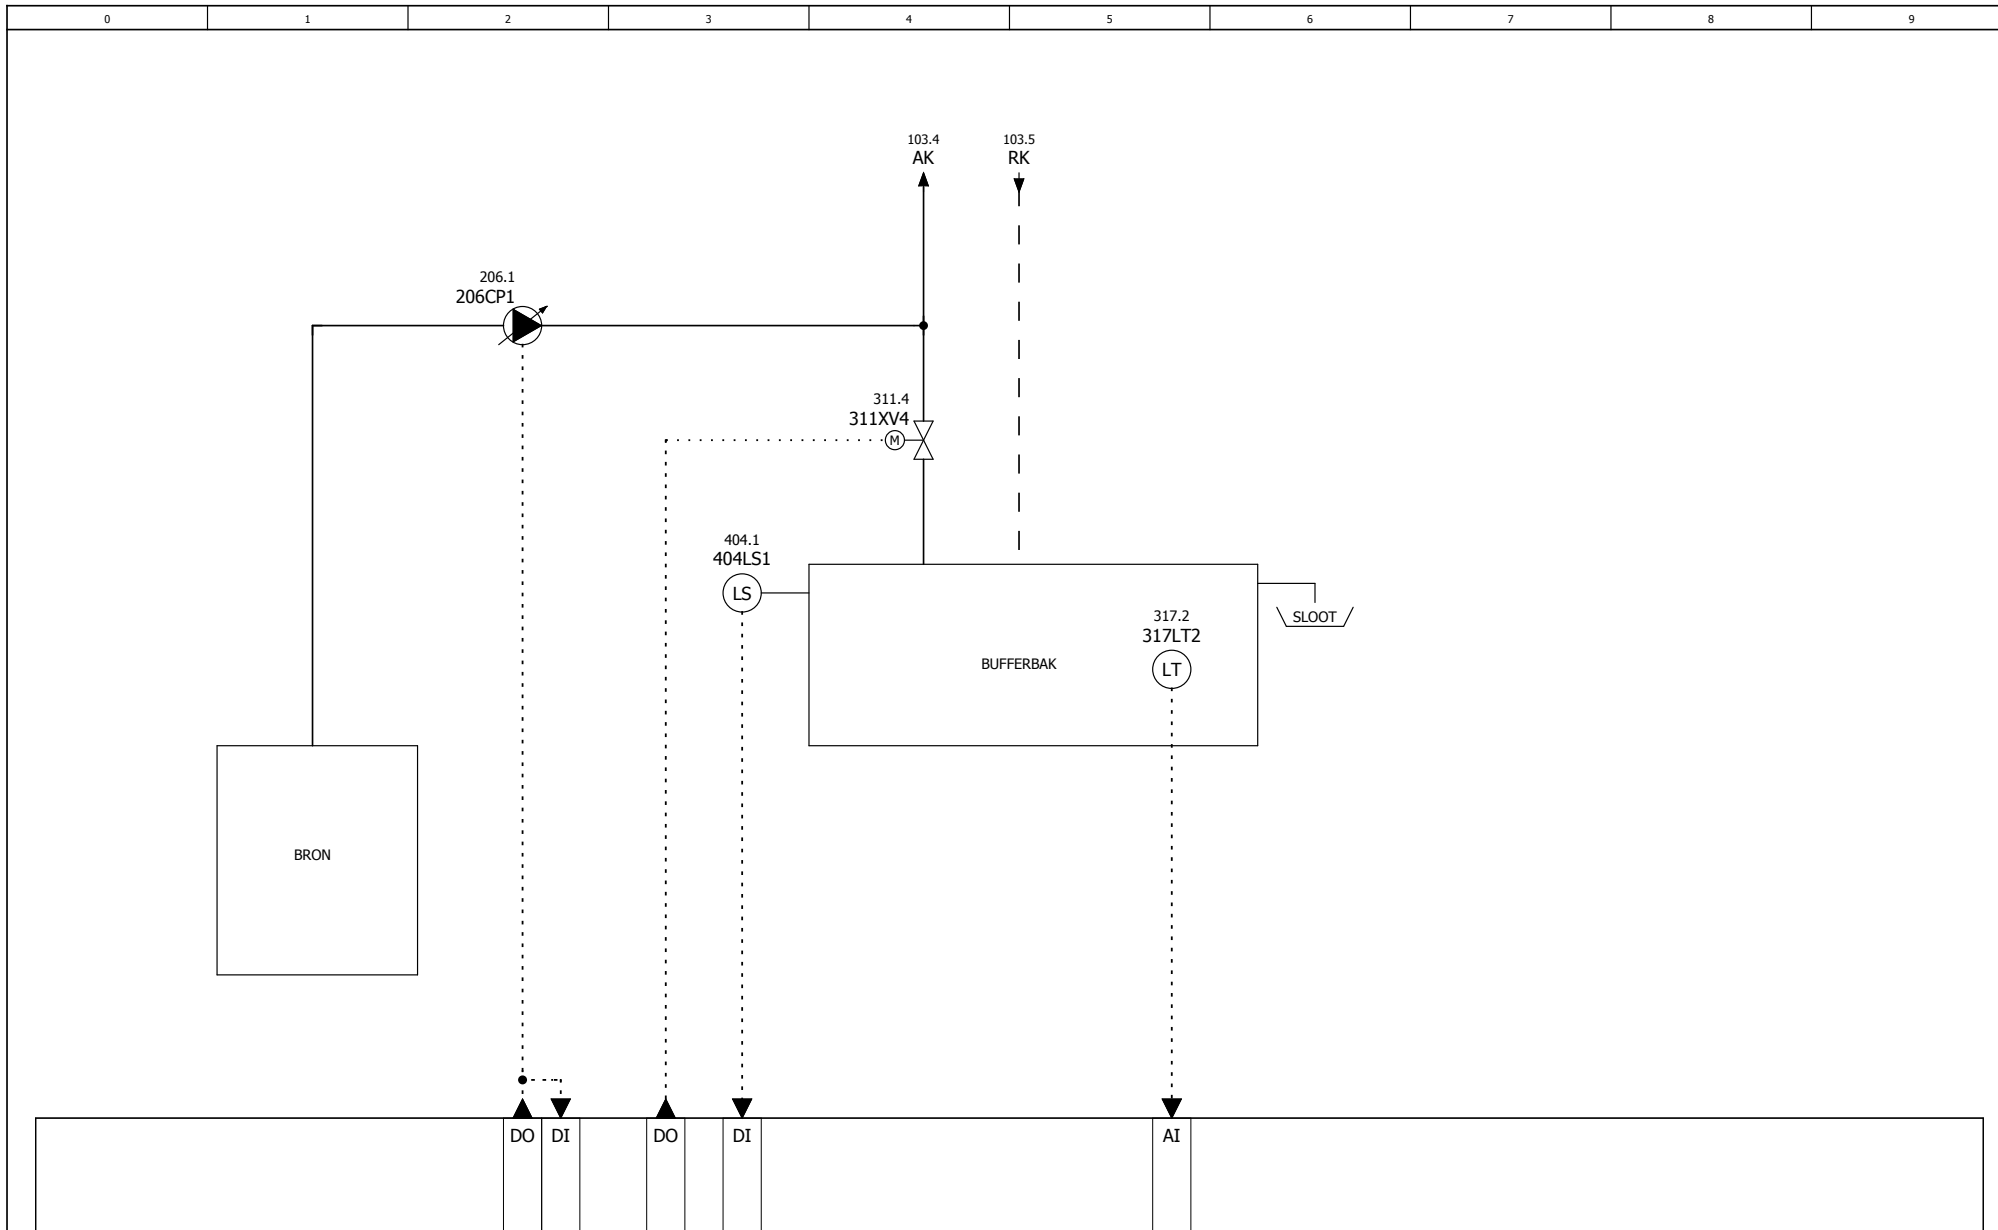 0 1 2 3 4 5 6 7 8 9
103.4 103.5
AK RK
206.1
206CP1
311.4
311XV4
M
404.1
404LS1
LS
SLOOT
317.2
317LT2
BUFFERBAK
LT
BRON
DO DI DO DI AI